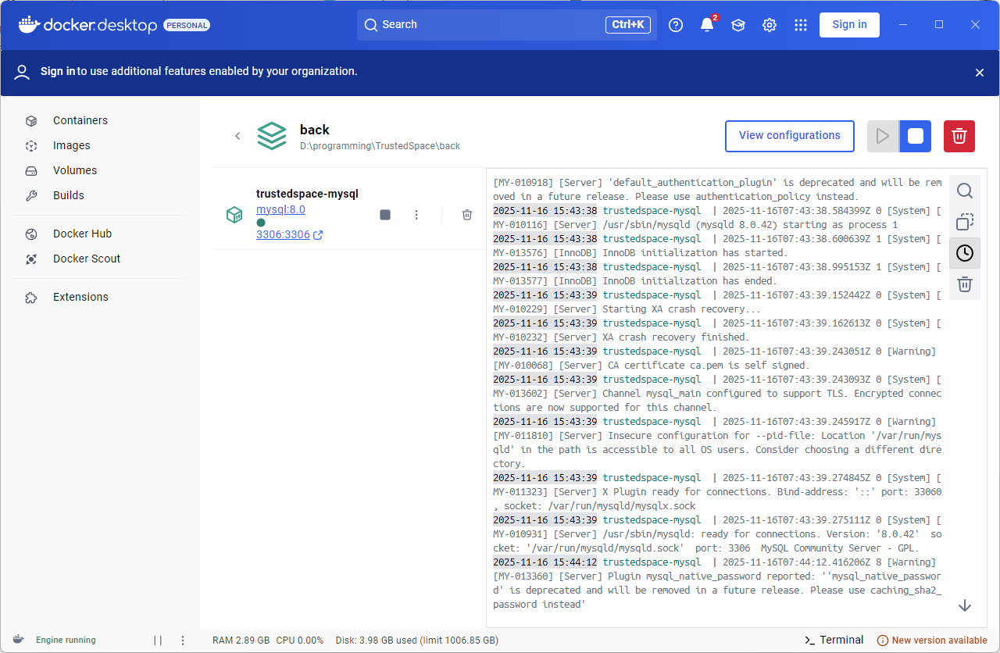 docker.desktop PERSONAL
Search Ctrl+K
2
Sign in
Sign in to use additional features enabled by your organization.
Containers
Images
Volumes
Builds
Docker Hub
Docker Scout
Extensions
back
D:\programming\TrustedSpace\back
View configurations
trustedspace-mysql
mysql:8.0
3306:3306
[MY-010918] [Server] 'default_authentication_plugin' is deprecated and will be rem
oved in a future release. Please use authentication_policy instead.
2025-11-16 15:43:38 trustedspace-mysql  | 2025-11-16T07:43:38.584399Z 0 [System] [
MY-010116] [Server] /usr/sbin/mysqld (mysqld 8.0.42) starting as process 1
2025-11-16 15:43:38 trustedspace-mysql  | 2025-11-16T07:43:38.600639Z 1 [System] [
MY-013576] [InnoDB] InnoDB initialization has started.
2025-11-16 15:43:38 trustedspace-mysql  | 2025-11-16T07:43:38.995153Z 1 [System] [
MY-013577] [InnoDB] InnoDB initialization has ended.
2025-11-16 15:43:39 trustedspace-mysql  | 2025-11-16T07:43:39.152442Z 0 [System] [
MY-010229] [Server] Starting XA crash recovery...
2025-11-16 15:43:39 trustedspace-mysql  | 2025-11-16T07:43:39.162613Z 0 [System] [
MY-010232] [Server] XA crash recovery finished.
2025-11-16 15:43:39 trustedspace-mysql  | 2025-11-16T07:43:39.243051Z 0 [Warning]
[MY-010068] [Server] CA certificate ca.pem is self signed.
2025-11-16 15:43:39 trustedspace-mysql  | 2025-11-16T07:43:39.243093Z 0 [System] [
MY-013602] [Server] Channel mysql_main configured to support TLS. Encrypted connec
tions are now supported for this channel.
2025-11-16 15:43:39 trustedspace-mysql  | 2025-11-16T07:43:39.245917Z 0 [Warning]
[MY-011810] [Server] Insecure configuration for --pid-file: Location '/var/run/mys
qld' in the path is accessible to all OS users. Consider choosing a different dire
ctory.
2025-11-16 15:43:39 trustedspace-mysql  | 2025-11-16T07:43:39.274845Z 0 [System] [
MY-011323] [Server] X Plugin ready for connections. Bind-address: '::' port: 33060
, socket: /var/run/mysqld/mysqlx.sock
2025-11-16 15:43:39 trustedspace-mysql  | 2025-11-16T07:43:39.275111Z 0 [System] [
MY-010931] [Server] /usr/sbin/mysqld: ready for connections. Version: '8.0.42'  so
cket: '/var/run/mysqld/mysqld.sock'  port: 3306  MySQL Community Server - GPL.
2025-11-16 15:44:12 trustedspace-mysql  | 2025-11-16T07:44:12.416206Z 8 [Warning]
[MY-013360] [Server] Plugin mysql_native_password reported: ''mysql_native_passwor
d' is deprecated and will be removed in a future release. Please use caching_sha2_
password instead'
Engine running
RAM 2.89 GB CPU 0.00% Disk: 3.98 GB used (limit 1006.85 GB)
>_ Terminal
New version available